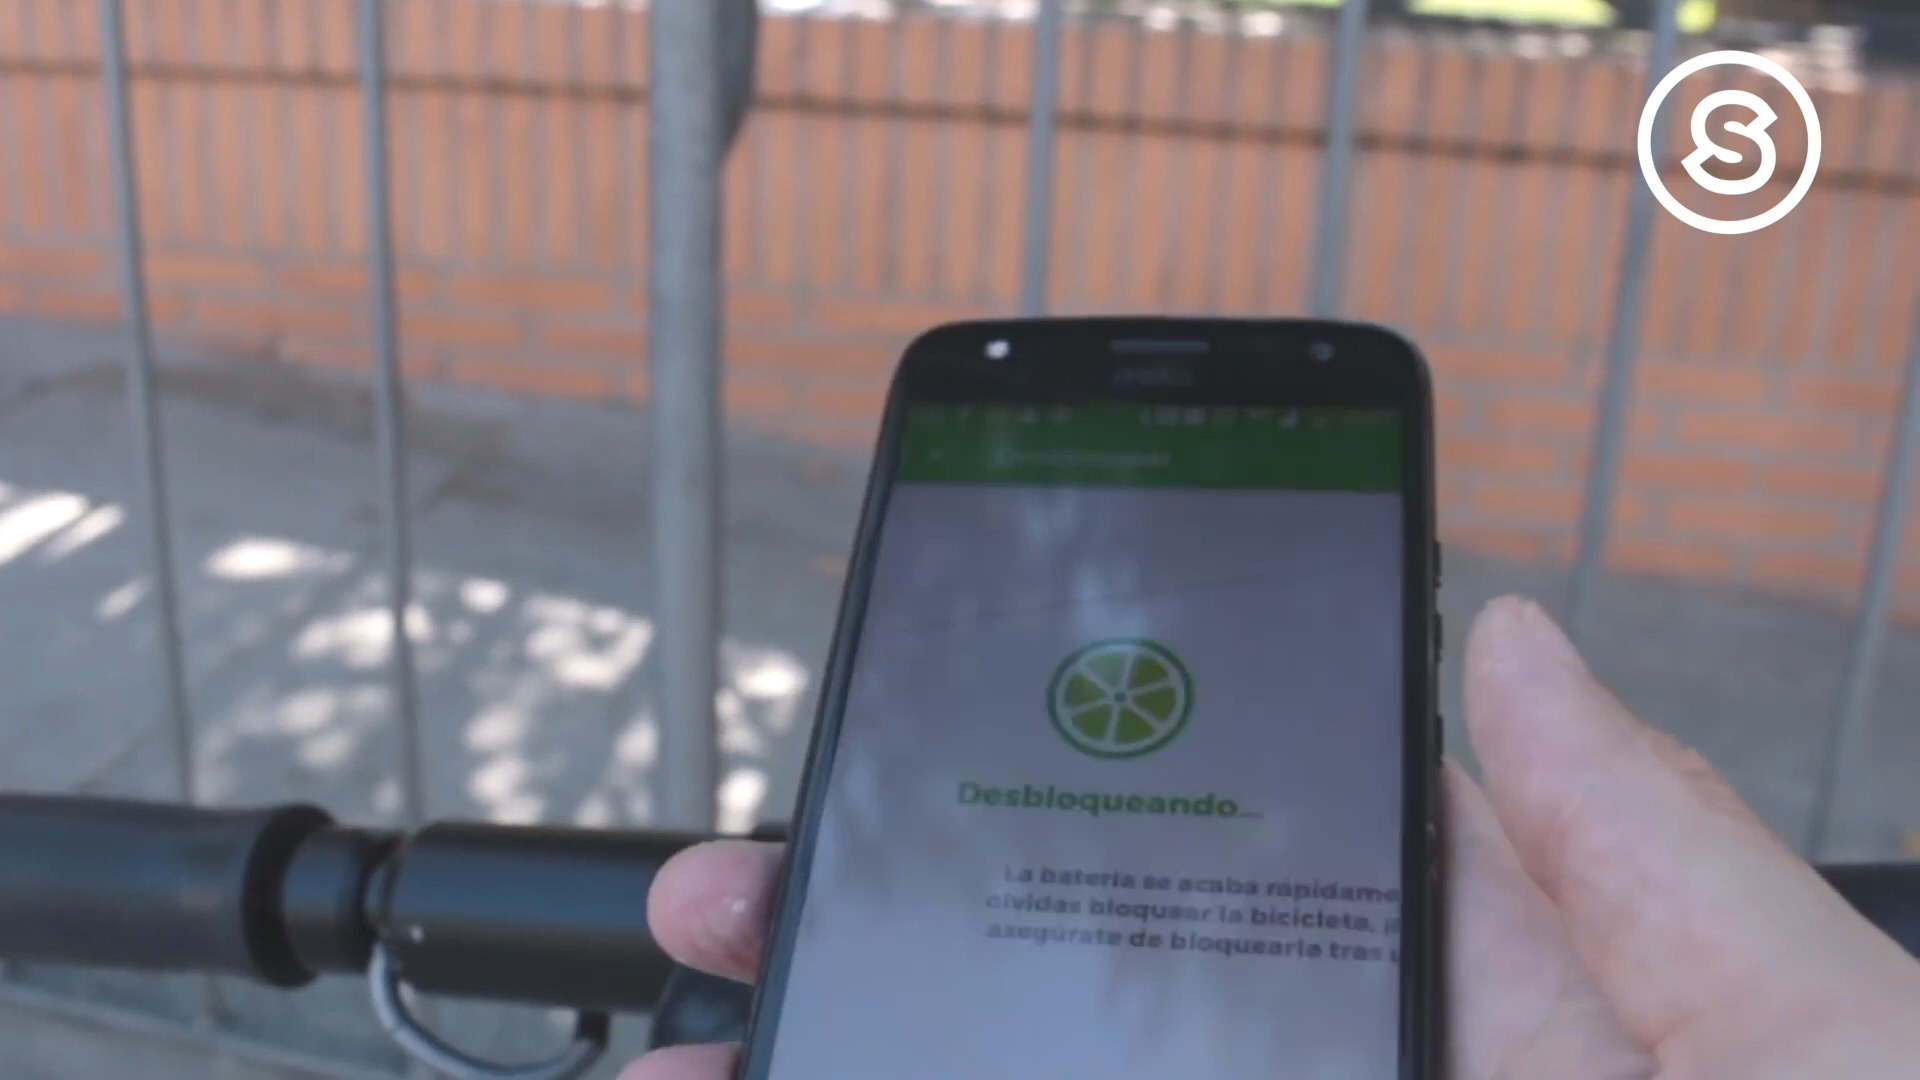 S
Desbloqueando...
La batería se acaba rápidame
olvidas bloquear la bicicleta, ¡a
asegúrate de bloquearla tras u